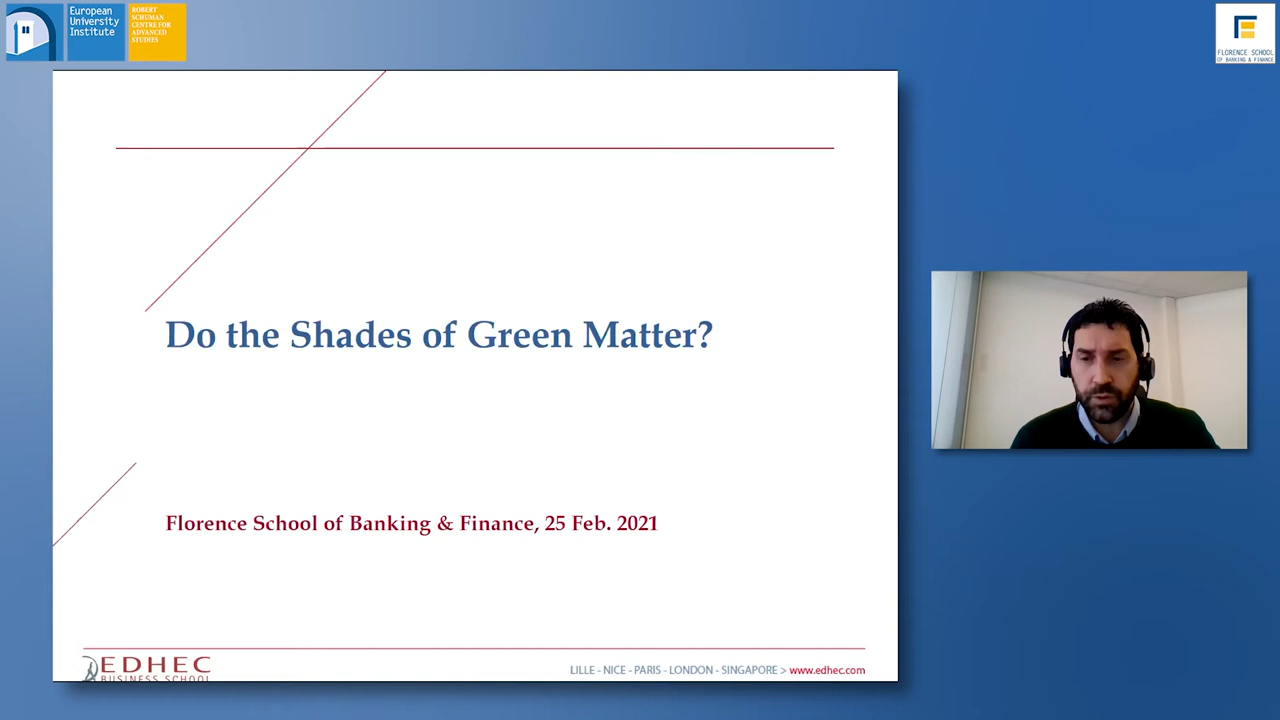 European
University
Institute
ROBERT
SCHUMAN
CENTRE FOR
ADVANCED
STUDIES
FLORENCE SCHOOL
OF BANKING & FINANCE
Do the Shades of Green Matter?
Florence School of Banking & Finance, 25 Feb. 2021
EDHEC
BUSINESS SCHOOL
LILLE - NICE - PARIS - LONDON - SINGAPORE > www.edhec.com